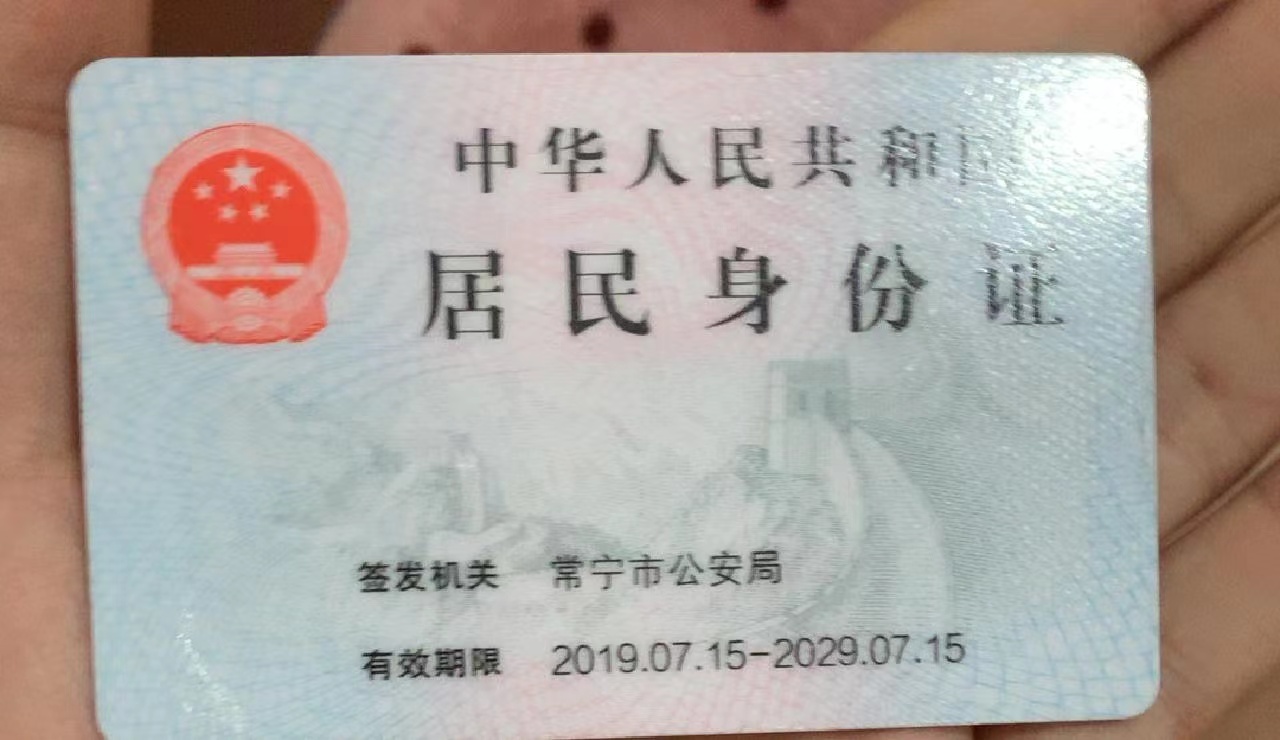 中华人民共和国
居民身份证
签发机关 常宁市公安局
有效期限 2019.07.15-2029.07.15